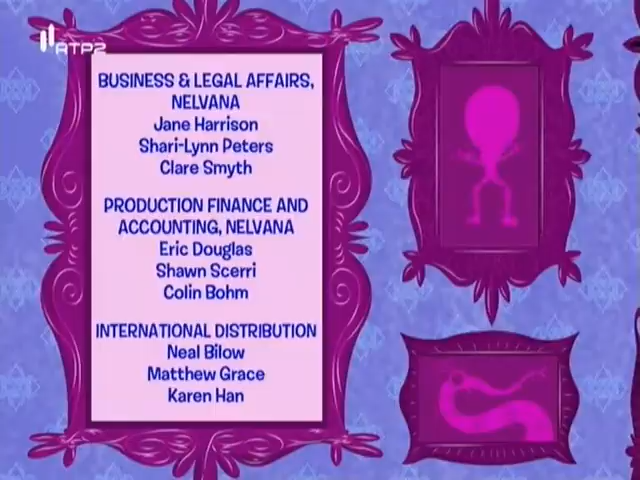 RTP2
BUSINESS & LEGAL AFFAIRS,
NELVANA
Jane Harrison
Shari-Lynn Peters
Clare Smyth
PRODUCTION FINANCE AND
ACCOUNTING, NELVANA
Eric Douglas
Shawn Scerri
Colin Bohm
INTERNATIONAL DISTRIBUTION
Neal Bilow
Matthew Grace
Karen Han